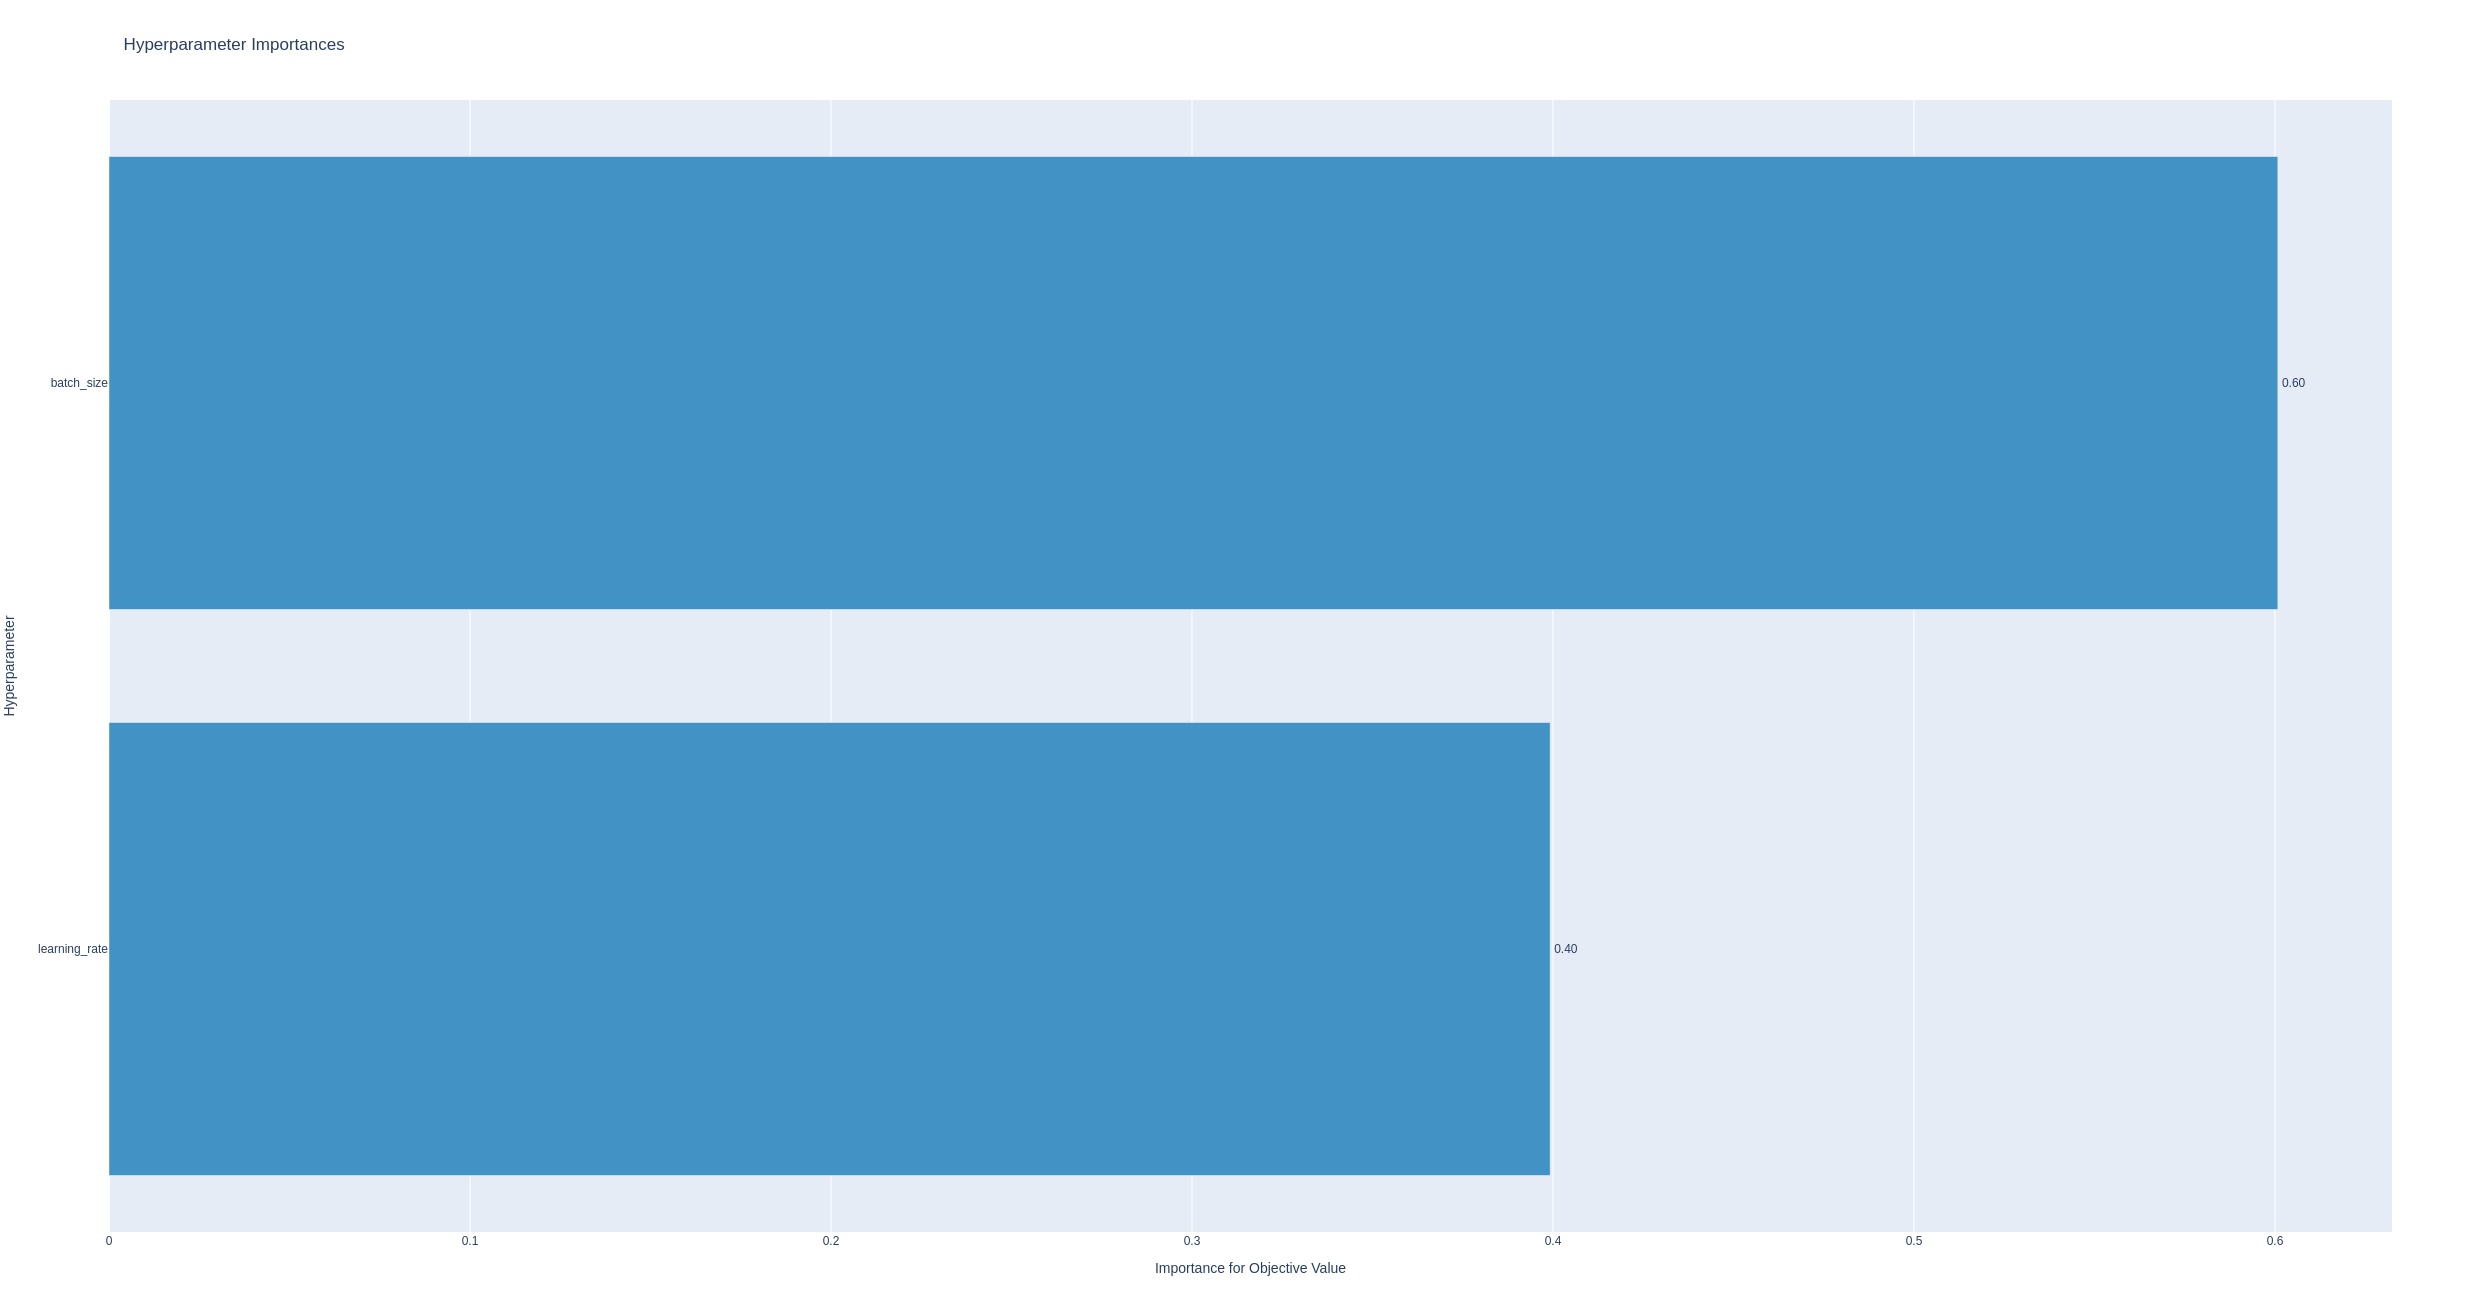 Hyperparameter Importances
Hyperparameter
batch_size
0.60
learning_rate
0.40
0
0.1
0.2
0.3
0.4
0.5
0.6
Importance for Objective Value